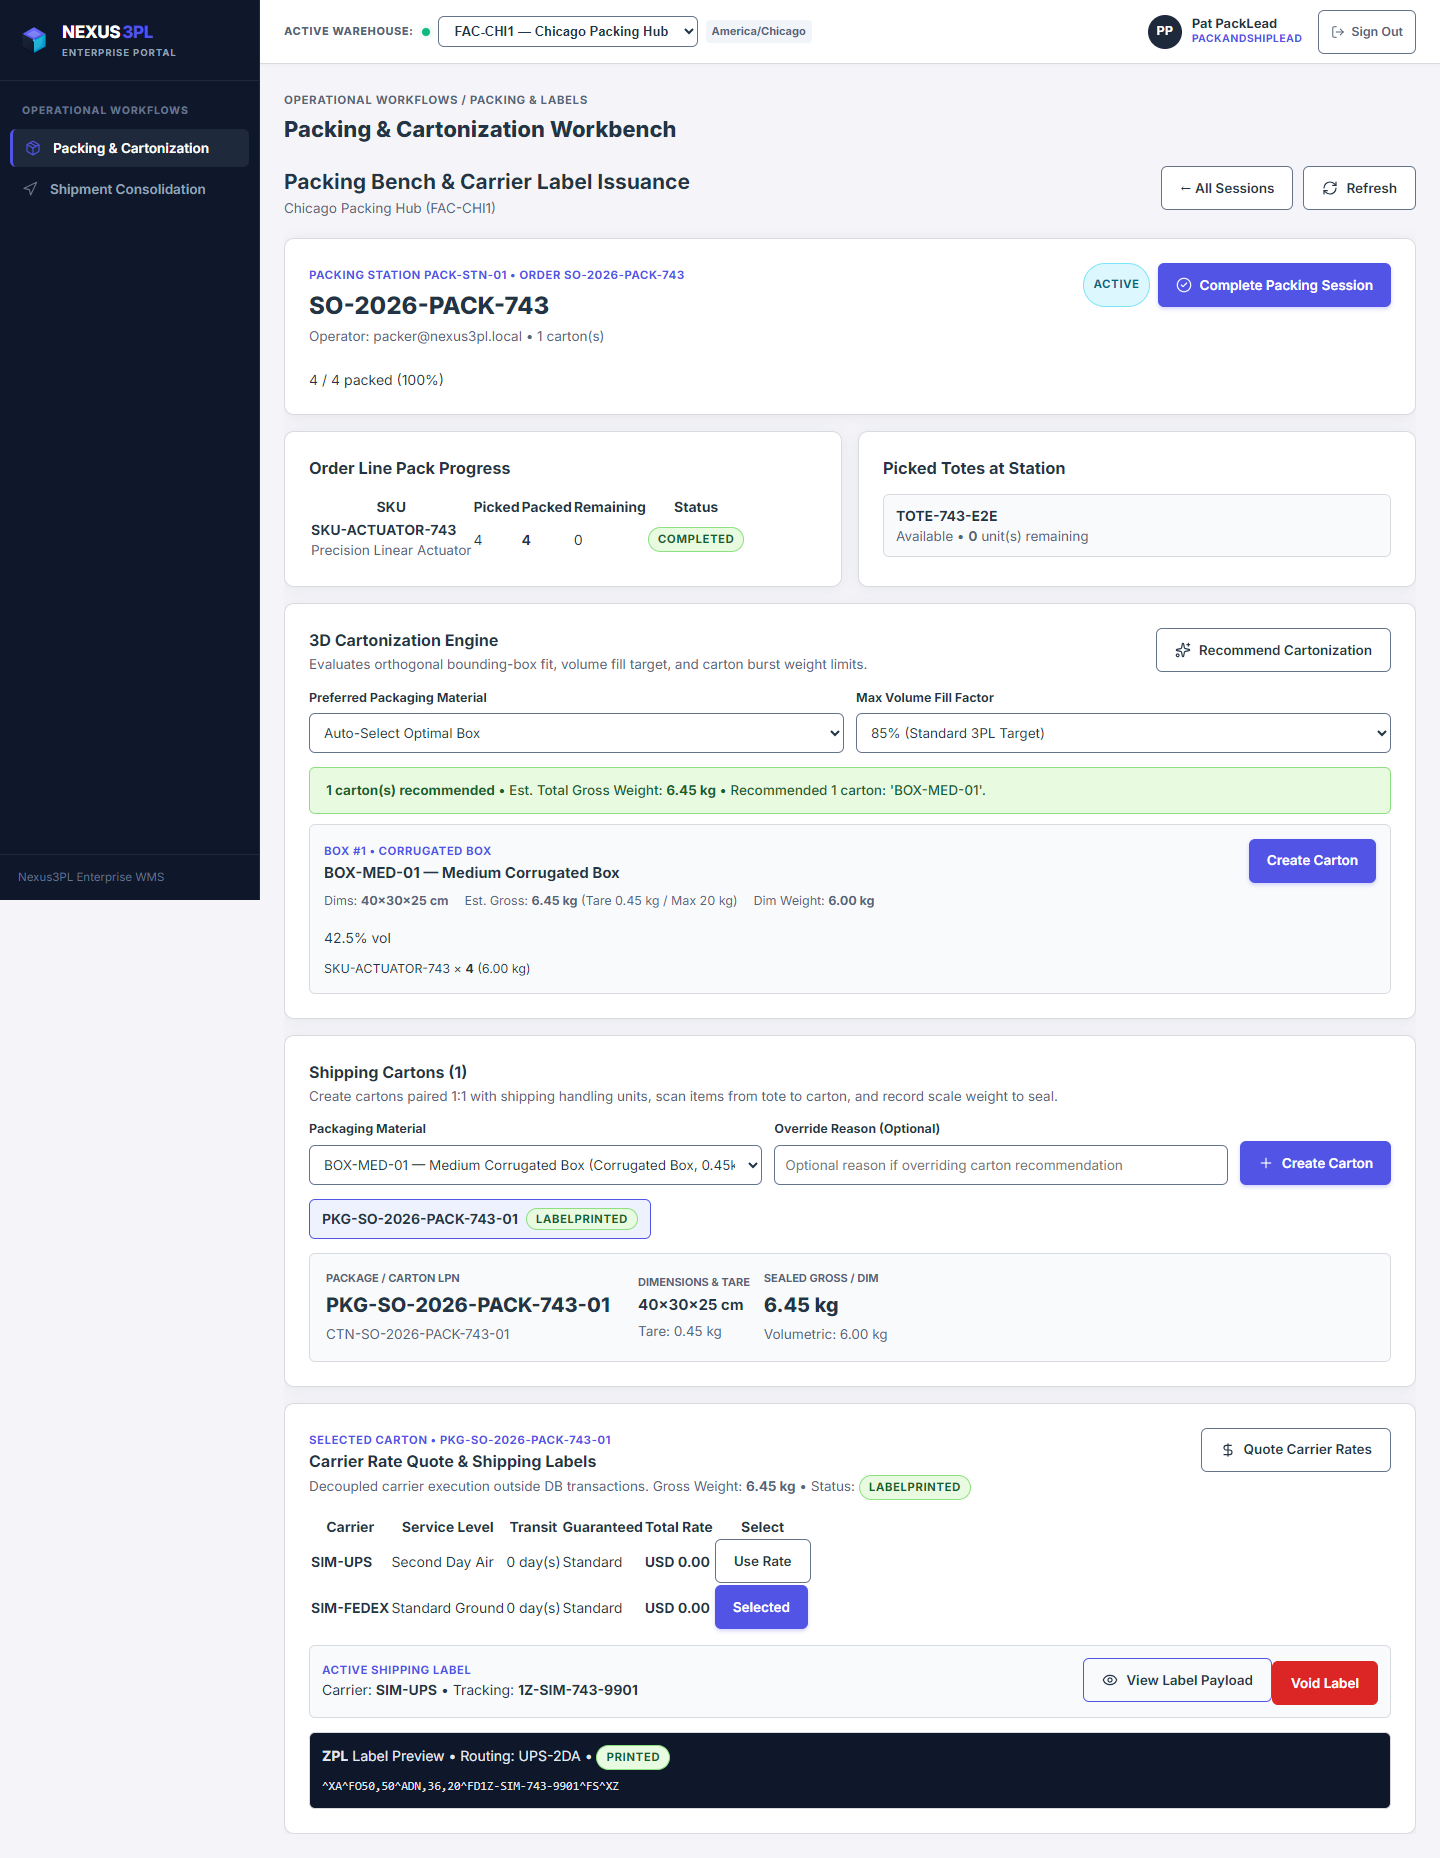 NEXUS3PL
ENTERPRISE PORTAL
OPERATIONAL WORKFLOWS
Packing & Cartonization
Shipment Consolidation
Nexus3PL Enterprise WMS
ACTIVE WAREHOUSE: FAC-CHI1 — Chicago Packing Hub America/Chicago
PP Pat PackLead
PACKANDSHIPLEAD
Sign Out
OPERATIONAL WORKFLOWS / PACKING & LABELS
Packing & Cartonization Workbench
Packing Bench & Carrier Label Issuance
Chicago Packing Hub (FAC-CHI1)
← All Sessions Refresh
PACKING STATION PACK-STN-01 • ORDER SO-2026-PACK-743
SO-2026-PACK-743
Operator: packer@nexus3pl.local • 1 carton(s)
ACTIVE Complete Packing Session
4 / 4 packed (100%)
Order Line Pack Progress
SKU Picked Packed Remaining Status
SKU-ACTUATOR-743
Precision Linear Actuator 4 4 0 COMPLETED
Picked Totes at Station
TOTE-743-E2E
Available • 0 unit(s) remaining
3D Cartonization Engine
Evaluates orthogonal bounding-box fit, volume fill target, and carton burst weight limits.
Recommend Cartonization
Preferred Packaging Material Max Volume Fill Factor
Auto-Select Optimal Box 85% (Standard 3PL Target)
1 carton(s) recommended • Est. Total Gross Weight: 6.45 kg • Recommended 1 carton: 'BOX-MED-01'.
BOX #1 • CORRUGATED BOX
BOX-MED-01 — Medium Corrugated Box
Create Carton
Dims: 40×30×25 cm Est. Gross: 6.45 kg (Tare 0.45 kg / Max 20 kg) Dim Weight: 6.00 kg
42.5% vol
SKU-ACTUATOR-743 × 4 (6.00 kg)
Shipping Cartons (1)
Create cartons paired 1:1 with shipping handling units, scan items from tote to carton, and record scale weight to seal.
Packaging Material Override Reason (Optional)
BOX-MED-01 — Medium Corrugated Box (Corrugated Box, 0.45k Optional reason if overriding carton recommendation + Create Carton
PKG-SO-2026-PACK-743-01 LABELPRINTED
PACKAGE / CARTON LPN DIMENSIONS & TARE SEALED GROSS / DIM
PKG-SO-2026-PACK-743-01 40×30×25 cm 6.45 kg
CTN-SO-2026-PACK-743-01 Tare: 0.45 kg Volumetric: 6.00 kg
SELECTED CARTON • PKG-SO-2026-PACK-743-01
Carrier Rate Quote & Shipping Labels
Decoupled carrier execution outside DB transactions. Gross Weight: 6.45 kg • Status: LABELPRINTED
$ Quote Carrier Rates
Carrier Service Level Transit Guaranteed Total Rate Select
SIM-UPS Second Day Air 0 day(s) Standard USD 0.00 Use Rate
SIM-FEDEX Standard Ground 0 day(s) Standard USD 0.00 Selected
ACTIVE SHIPPING LABEL
Carrier: SIM-UPS • Tracking: 1Z-SIM-743-9901
View Label Payload Void Label
ZPL Label Preview • Routing: UPS-2DA • PRINTED
^XA^FO50,50^ADN,36,20^FD1Z-SIM-743-9901^FS^XZ